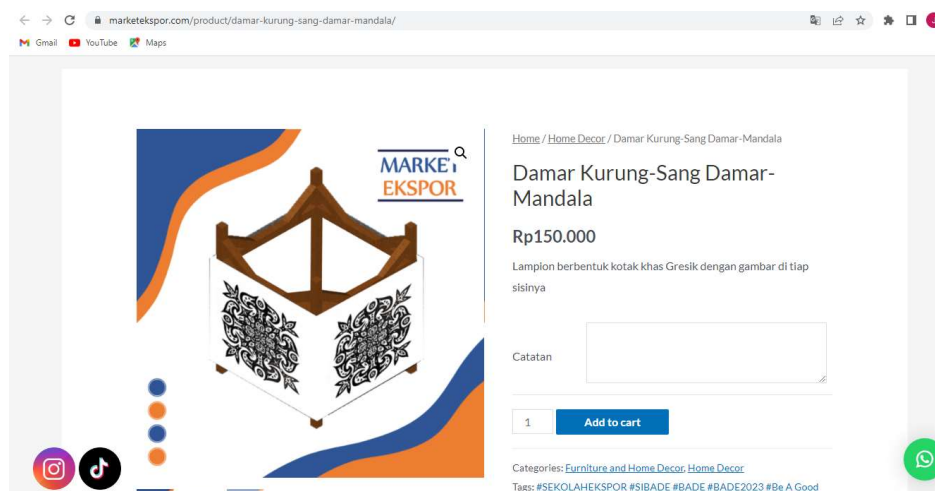 marketekspor.com/product/damar-kurung-sang-damar-mandala/
Gmail YouTube Maps
Home / Home Decor / Damar Kurung-Sang Damar-Mandala
MARKET
EKSPOR
Damar Kurung-Sang Damar-
Mandala
Rp150.000
Lampion berbentuk kotak khas Gresik dengan gambar di tiap
sisinya
Catatan
1 Add to cart
Categories: Furniture and Home Decor, Home Decor
Tags: #SEKOLAHEKSPOR #SIBADE #BADE #BADE2023 #Be A Good